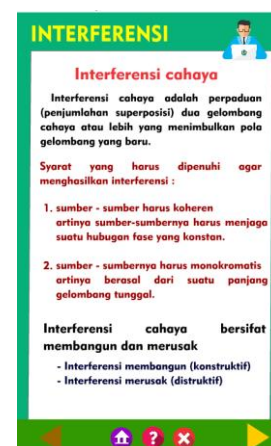 INTERFERENSI
Interferensi cahaya
Interferensi cahaya adalah perpaduan
(penjumlahan superposisi) dua gelombang
cahaya atau lebih yang menimbulkan pola
gelombang yang baru.
Syarat yang harus dipenuhi agar
menghasilkan interferensi :
1. sumber - sumber harus koheren
artinya sumber-sumbernya harus menjaga
suatu hubugan fase yang konstan.
2. sumber - sumbernya harus monokromatis
artinya berasal dari suatu panjang
gelombang tunggal.
Interferensi cahaya bersifat
membangun dan merusak
- Interferensi membangun (konstruktif)
- Interferensi merusak (distruktif)
?